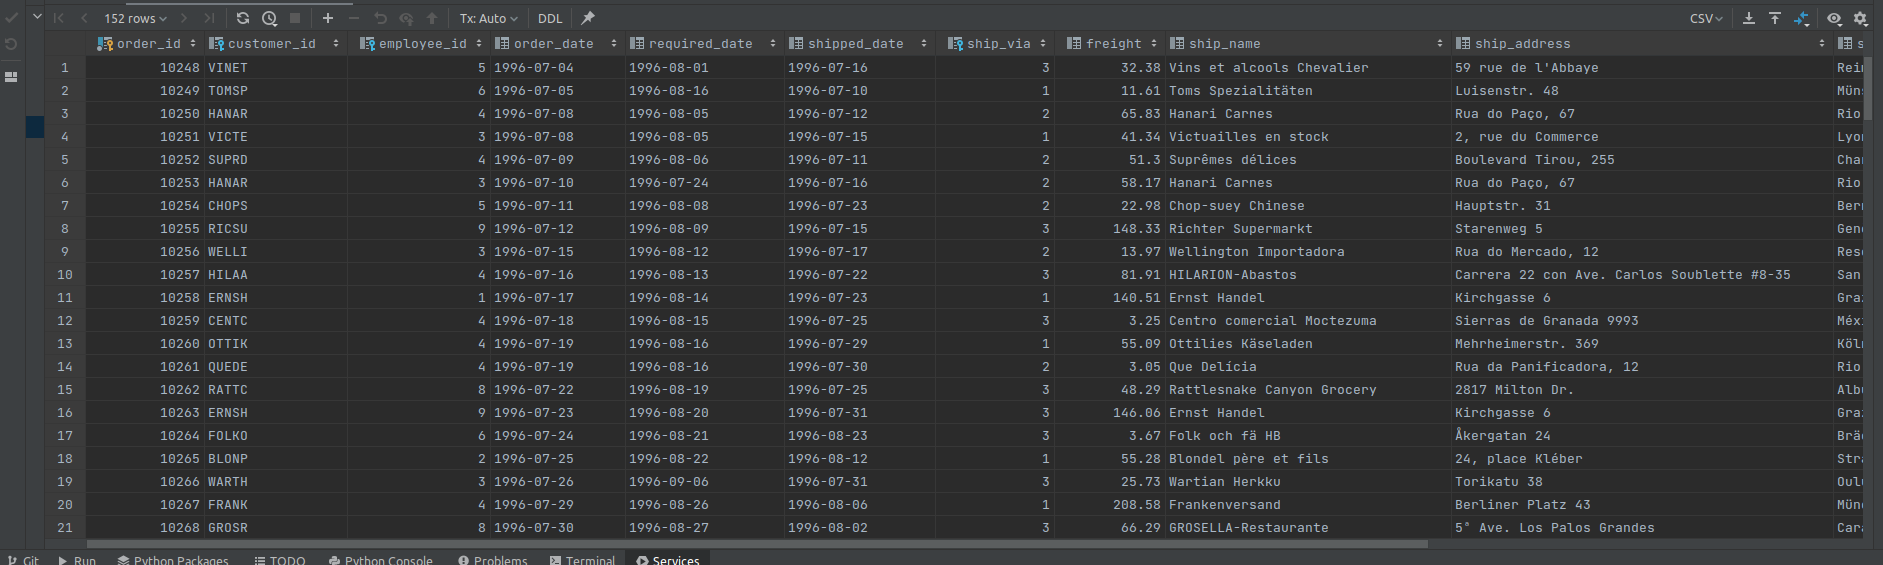 152 rows Tx: Auto DDL CSV
order_id customer_id employee_id order_date required_date shipped_date ship_via freight ship_name ship_address s
1 10248 VINET 5 1996-07-04 1996-08-01 1996-07-16 3 32.38 Vins et alcools Chevalier 59 rue de l'Abbaye Rei
2 10249 TOMSP 6 1996-07-05 1996-08-16 1996-07-10 1 11.61 Toms Spezialitäten Luisenstr. 48 Mün
3 10250 HANAR 4 1996-07-08 1996-08-05 1996-07-12 2 65.83 Hanari Carnes Rua do Paço, 67 Rio
4 10251 VICTE 3 1996-07-08 1996-08-05 1996-07-15 1 41.34 Victuailles en stock 2, rue du Commerce Lyo
5 10252 SUPRD 4 1996-07-09 1996-08-06 1996-07-11 2 51.3 Suprêmes délices Boulevard Tirou, 255 Cha
6 10253 HANAR 3 1996-07-10 1996-07-24 1996-07-16 2 58.17 Hanari Carnes Rua do Paço, 67 Rio
7 10254 CHOPS 5 1996-07-11 1996-08-08 1996-07-23 2 22.98 Chop-suey Chinese Hauptstr. 31 Ber
8 10255 RICSU 9 1996-07-12 1996-08-09 1996-07-15 3 148.33 Richter Supermarkt Starenweg 5 Gen
9 10256 WELLI 3 1996-07-15 1996-08-12 1996-07-17 2 13.97 Wellington Importadora Rua do Mercado, 12 Res
10 10257 HILAA 4 1996-07-16 1996-08-13 1996-07-22 3 81.91 HILARION-Abastos Carrera 22 con Ave. Carlos Soublette #8-35 San
11 10258 ERNSH 1 1996-07-17 1996-08-14 1996-07-23 1 140.51 Ernst Handel Kirchgasse 6 Gra
12 10259 CENTC 4 1996-07-18 1996-08-15 1996-07-25 3 3.25 Centro comercial Moctezuma Sierras de Granada 9993 Méx
13 10260 OTTIK 4 1996-07-19 1996-08-16 1996-07-29 1 55.09 Ottilies Käseladen Mehrheimerstr. 369 Köl
14 10261 QUEDE 4 1996-07-19 1996-08-16 1996-07-30 2 3.05 Que Delícia Rua da Panificadora, 12 Rio
15 10262 RATTC 8 1996-07-22 1996-08-19 1996-07-25 3 48.29 Rattlesnake Canyon Grocery 2817 Milton Dr. Alb
16 10263 ERNSH 9 1996-07-23 1996-08-20 1996-07-31 3 146.06 Ernst Handel Kirchgasse 6 Gra
17 10264 FOLKO 6 1996-07-24 1996-08-21 1996-08-23 3 3.67 Folk och fä HB Åkergatan 24 Brä
18 10265 BLONP 2 1996-07-25 1996-08-22 1996-08-12 1 55.28 Blondel père et fils 24, place Kléber Str
19 10266 WARTH 3 1996-07-26 1996-09-06 1996-07-31 3 25.73 Wartian Herkku Torikatu 38 Oul
20 10267 FRANK 4 1996-07-29 1996-08-26 1996-08-06 1 208.58 Frankenversand Berliner Platz 43 Mün
21 10268 GROSR 8 1996-07-30 1996-08-27 1996-08-02 3 66.29 GROSELLA-Restaurante 5ª Ave. Los Palos Grandes Car
Git Run Python Packages TODO Python Console Problems Terminal Services